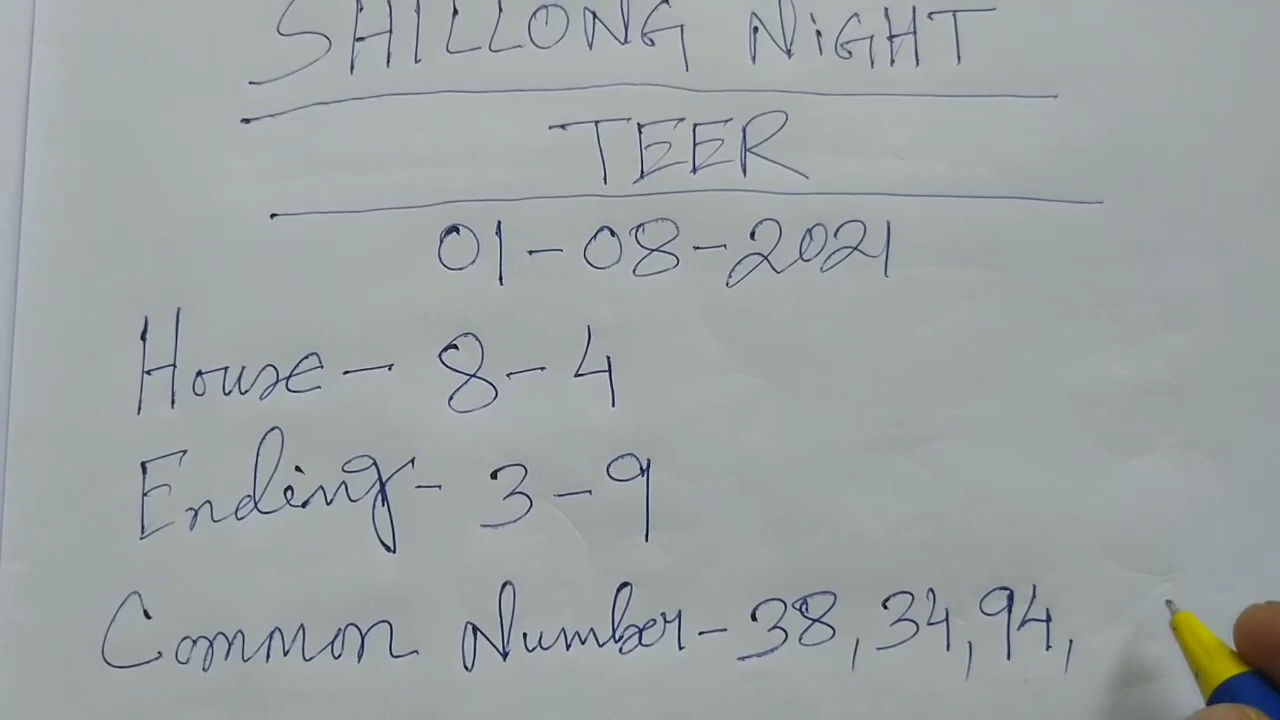 SHILLONG NiGHT
TEER
01-08-2021
House- 8-4
Ending- 3-9
Common Number-38,34,94,